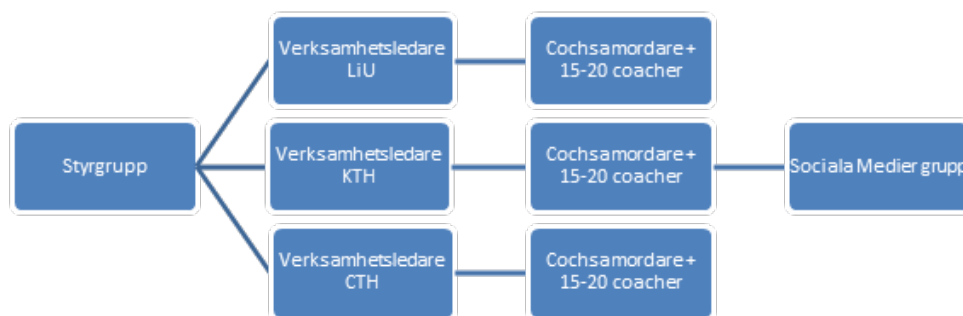 Styrgrupp
Verksamhetsledare
LiU
Cochsamordare+
15-20 coacher
Verksamhetsledare
KTH
Cochsamordare+
15-20 coacher
Sociala Medier grupp
Verksamhetsledare
CTH
Cochsamordare+
15-20 coacher